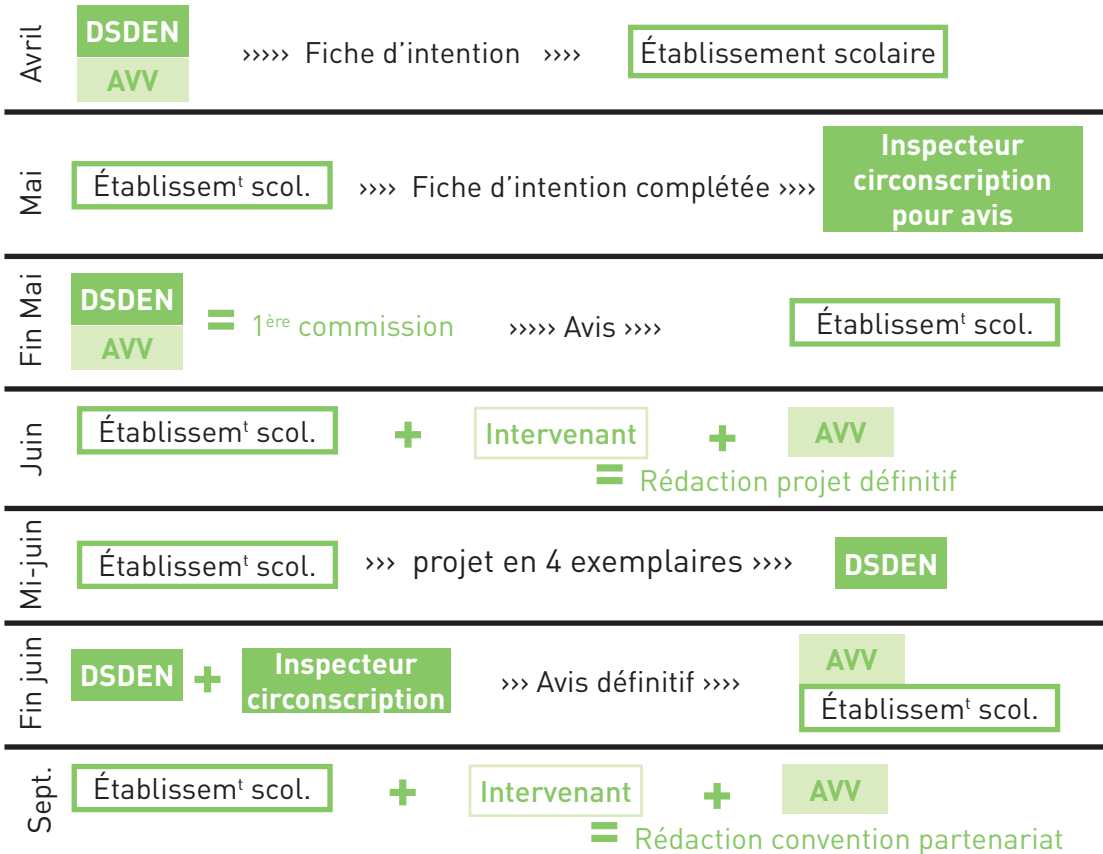 Avril
DSDEN
AVV
››››› Fiche d’intention ››››
Établissement scolaire
Mai
Établissemᵗ scol.
›››› Fiche d’intention complétée ››››
Inspecteur
circonscription
pour avis
Fin Mai
DSDEN
AVV
= 1ère commission
››››› Avis ››››
Établissemᵗ scol.
Juin
Établissemᵗ scol. + Intervenant + AVV
= Rédaction projet définitif
Mi-juin
Établissemᵗ scol. ››› projet en 4 exemplaires ›››› DSDEN
Fin juin
DSDEN +
Inspecteur
circonscription
››› Avis définitif ››››
AVV
Établissemᵗ scol.
Sept.
Établissemᵗ scol. + Intervenant + AVV
= Rédaction convention partenariat